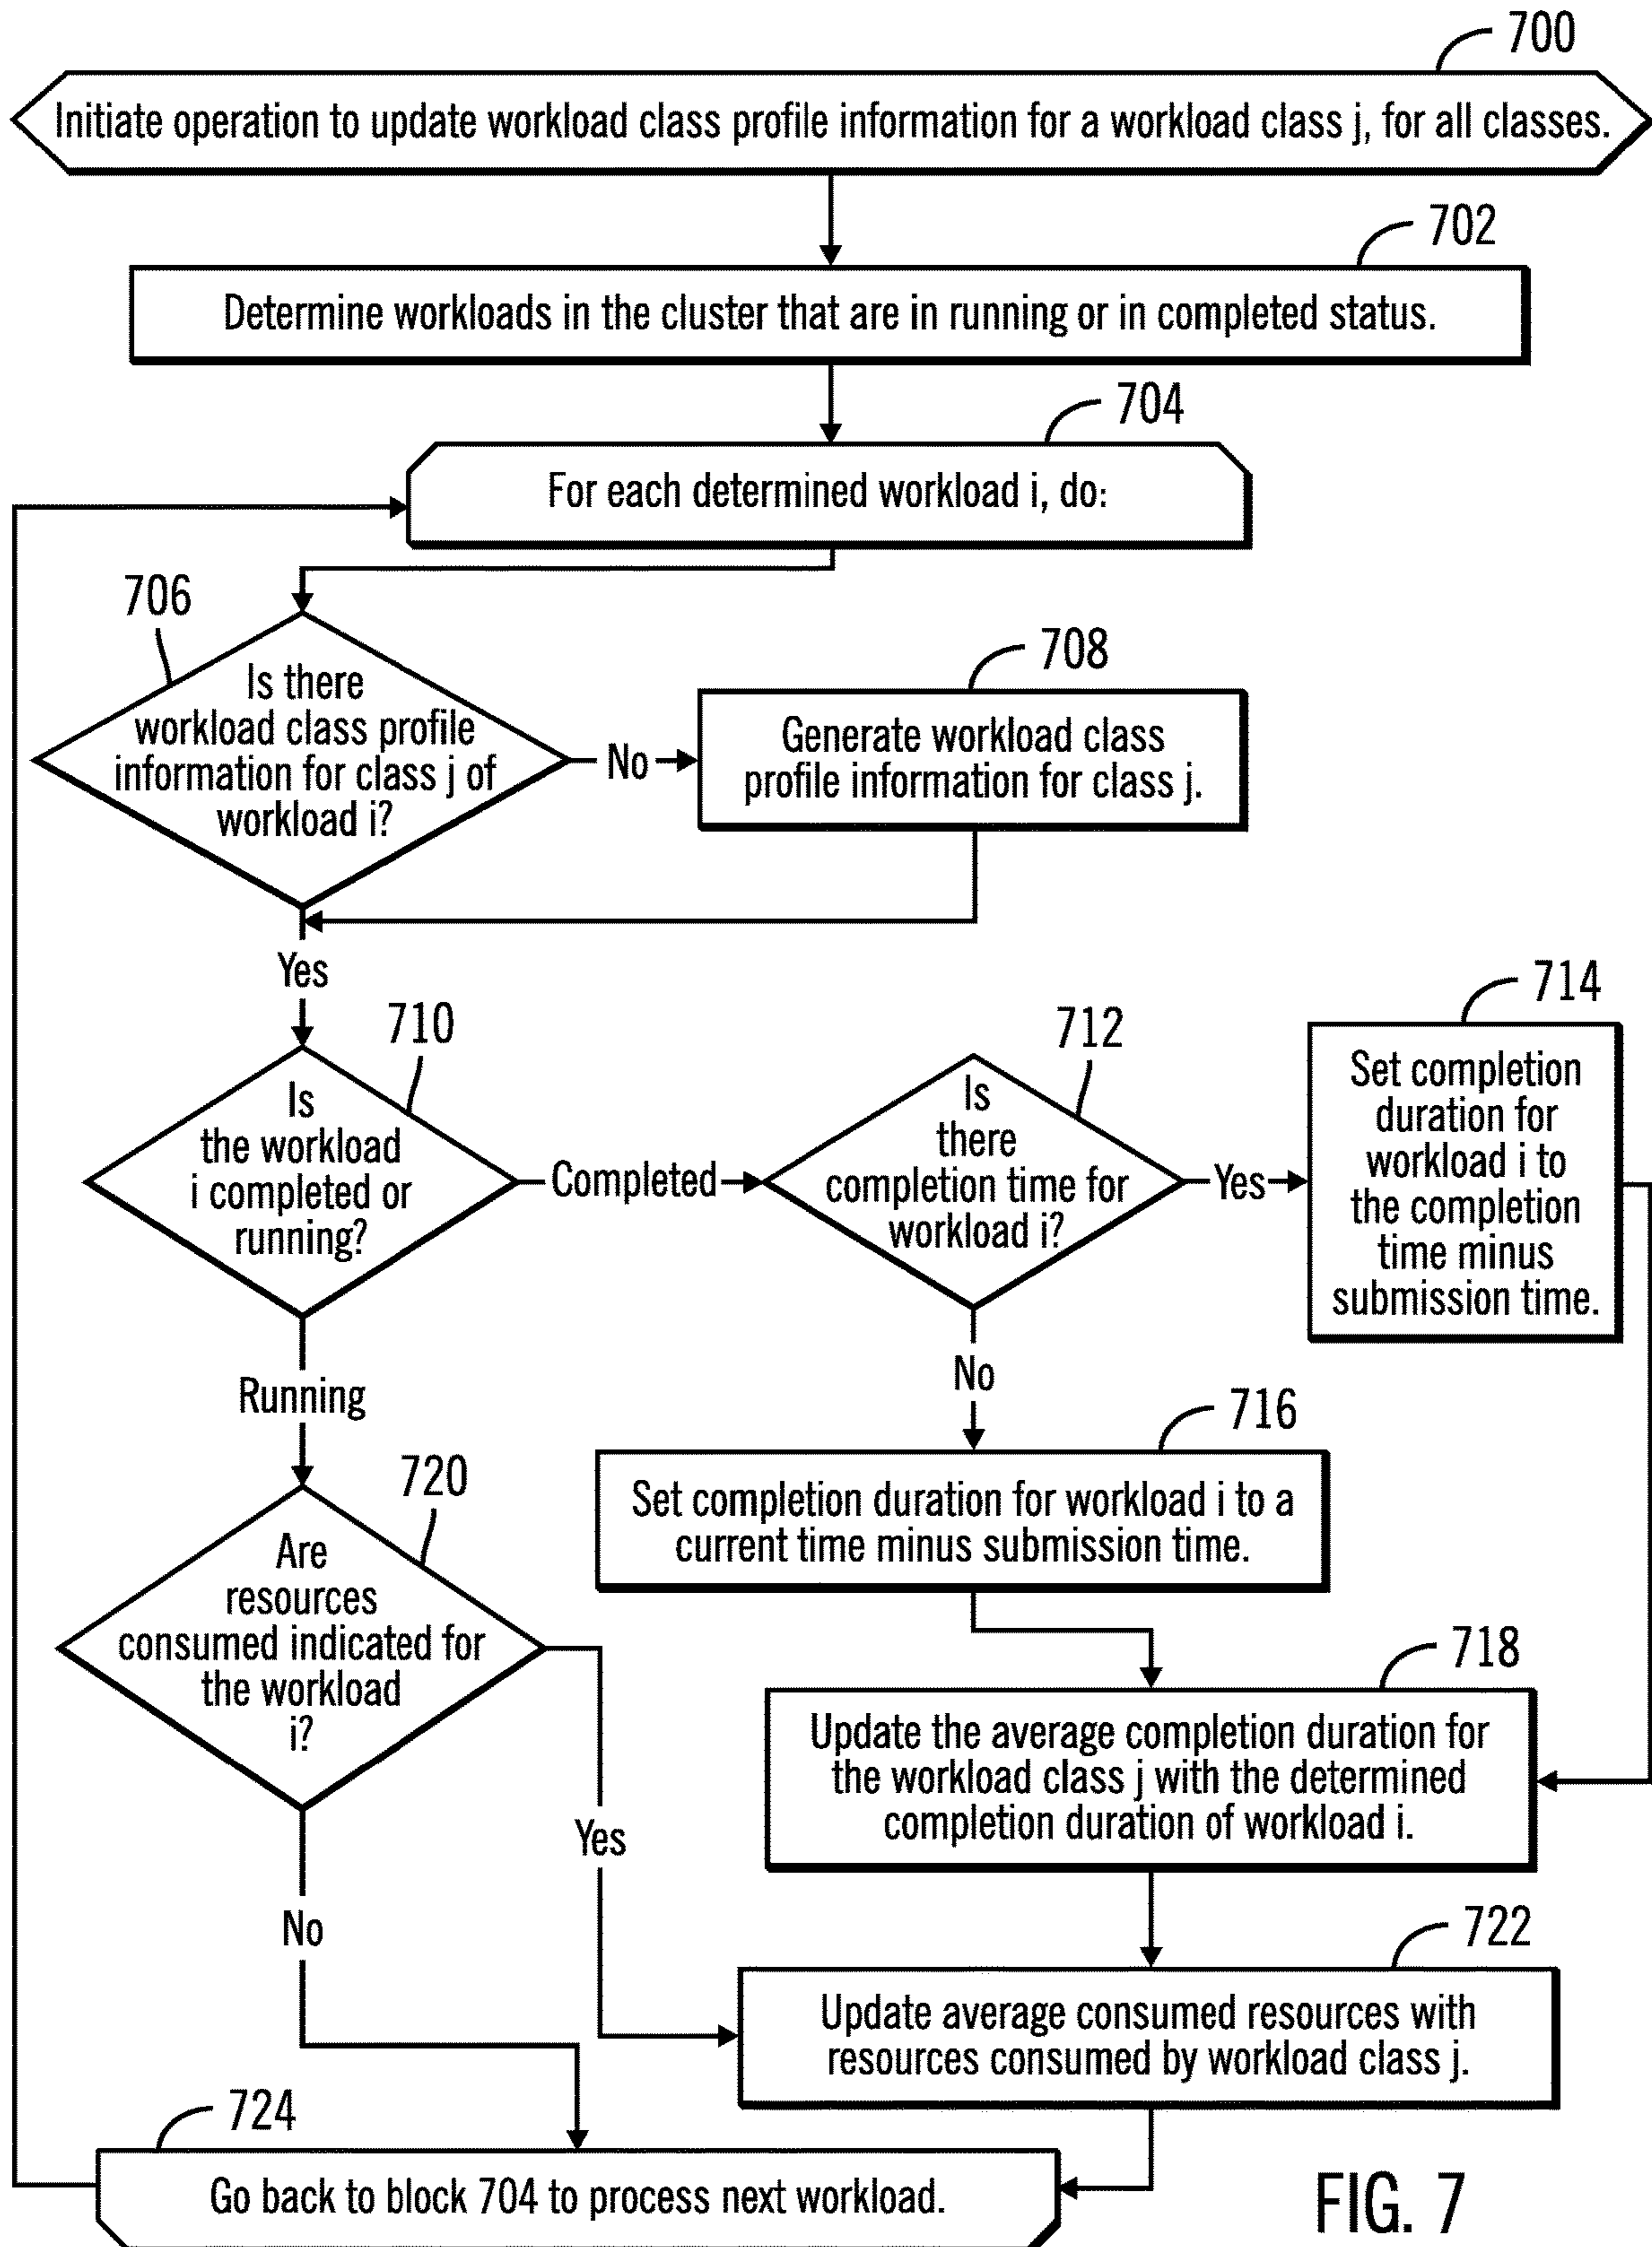 700
Initiate operation to update workload class profile information for a workload class j, for all classes.
702
Determine workloads in the cluster that are in running or in completed status.
704
For each determined workload i, do:
706
Is there
workload class profile
information for class j of
workload i?
No
708
Generate workload class
profile information for class j.
Yes
710
Is
the workload
i completed or
running?
Completed
712
Is
there
completion time for
workload i?
Yes
714
Set completion
duration for
workload i to
the completion
time minus
submission time.
No
716
Set completion duration for workload i to a
current time minus submission time.
Running
720
Are
resources
consumed indicated for
the workload
i?
Yes
No
718
Update the average completion duration for
the workload class j with the determined
completion duration of workload i.
722
Update average consumed resources with
resources consumed by workload class j.
724
Go back to block 704 to process next workload.
FIG. 7